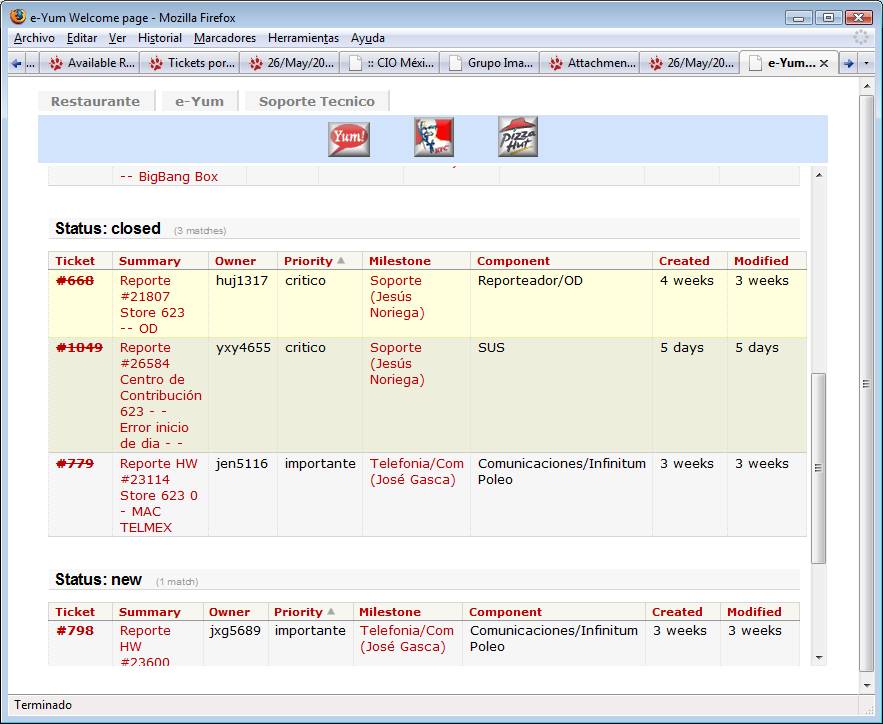 e-Yum Welcome page - Mozilla Firefox
Archivo Editar Ver Historial Marcadores Herramientas Ayuda
... Available R... Tickets por... 26/May/20... :: CIO Méxi... Grupo Ima... Attachmen... 26/May/20... e-Yum...
Restaurante e-Yum Soporte Tecnico
Yum! KFC Pizza Hut
-- BigBang Box
Status: closed (3 matches)
Ticket Summary Owner Priority Milestone Component Created Modified
#668 Reporte huj1317 critico Soporte Reporteador/OD 4 weeks 3 weeks
#21807 (Jesús
Store 623 Noriega)
-- OD
#1049 Reporte yxy4655 critico Soporte SUS 5 days 5 days
#26584 (Jesús
Centro de Noriega)
Contribución
623 - -
Error inicio
de dia - -
#779 Reporte HW jen5116 importante Telefonia/Com Comunicaciones/Infinitum 3 weeks 3 weeks
#23114 (José Gasca) Poleo
Store 623 0
- MAC
TELMEX
Status: new (1 match)
Ticket Summary Owner Priority Milestone Component Created Modified
#798 Reporte jxg5689 importante Telefonia/Com Comunicaciones/Infinitum 3 weeks 3 weeks
HW (José Gasca) Poleo
#23600
Terminado